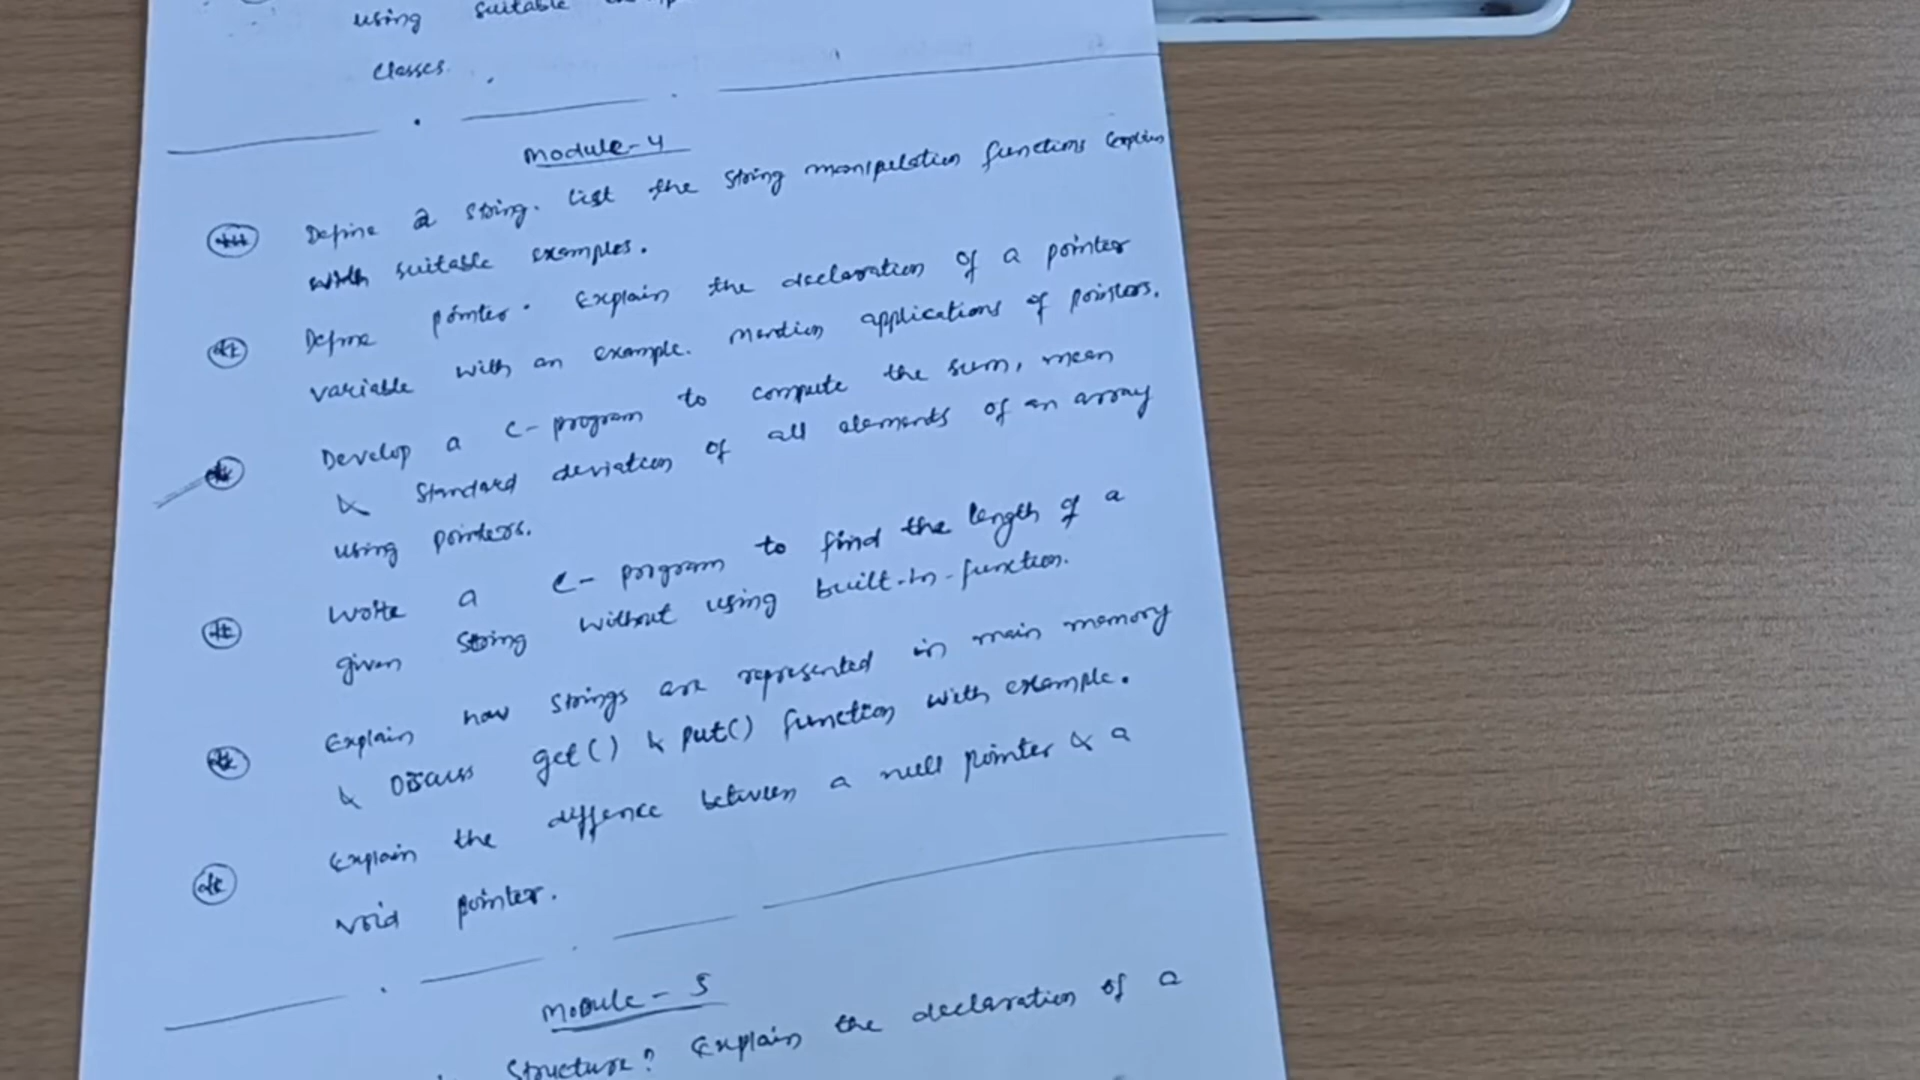 using suitable
classes.
Module-4
Define a string. List the string manipulation functions explain
with suitable examples.
Define pointer. Explain the declaration of a pointer
variable with an example. Mention applications of pointers.
Develop a C-program to compute the sum, mean
& Standard deviation of all elements of an array
using pointers.
Write a C-program to find the length of a
given string without using built-in-function.
Explain how strings are represented in main memory
& Discuss get() & put() function with example.
Explain the diffence between a null pointer & a
void pointer.
Module-5
Structure? Explain the declaration of a